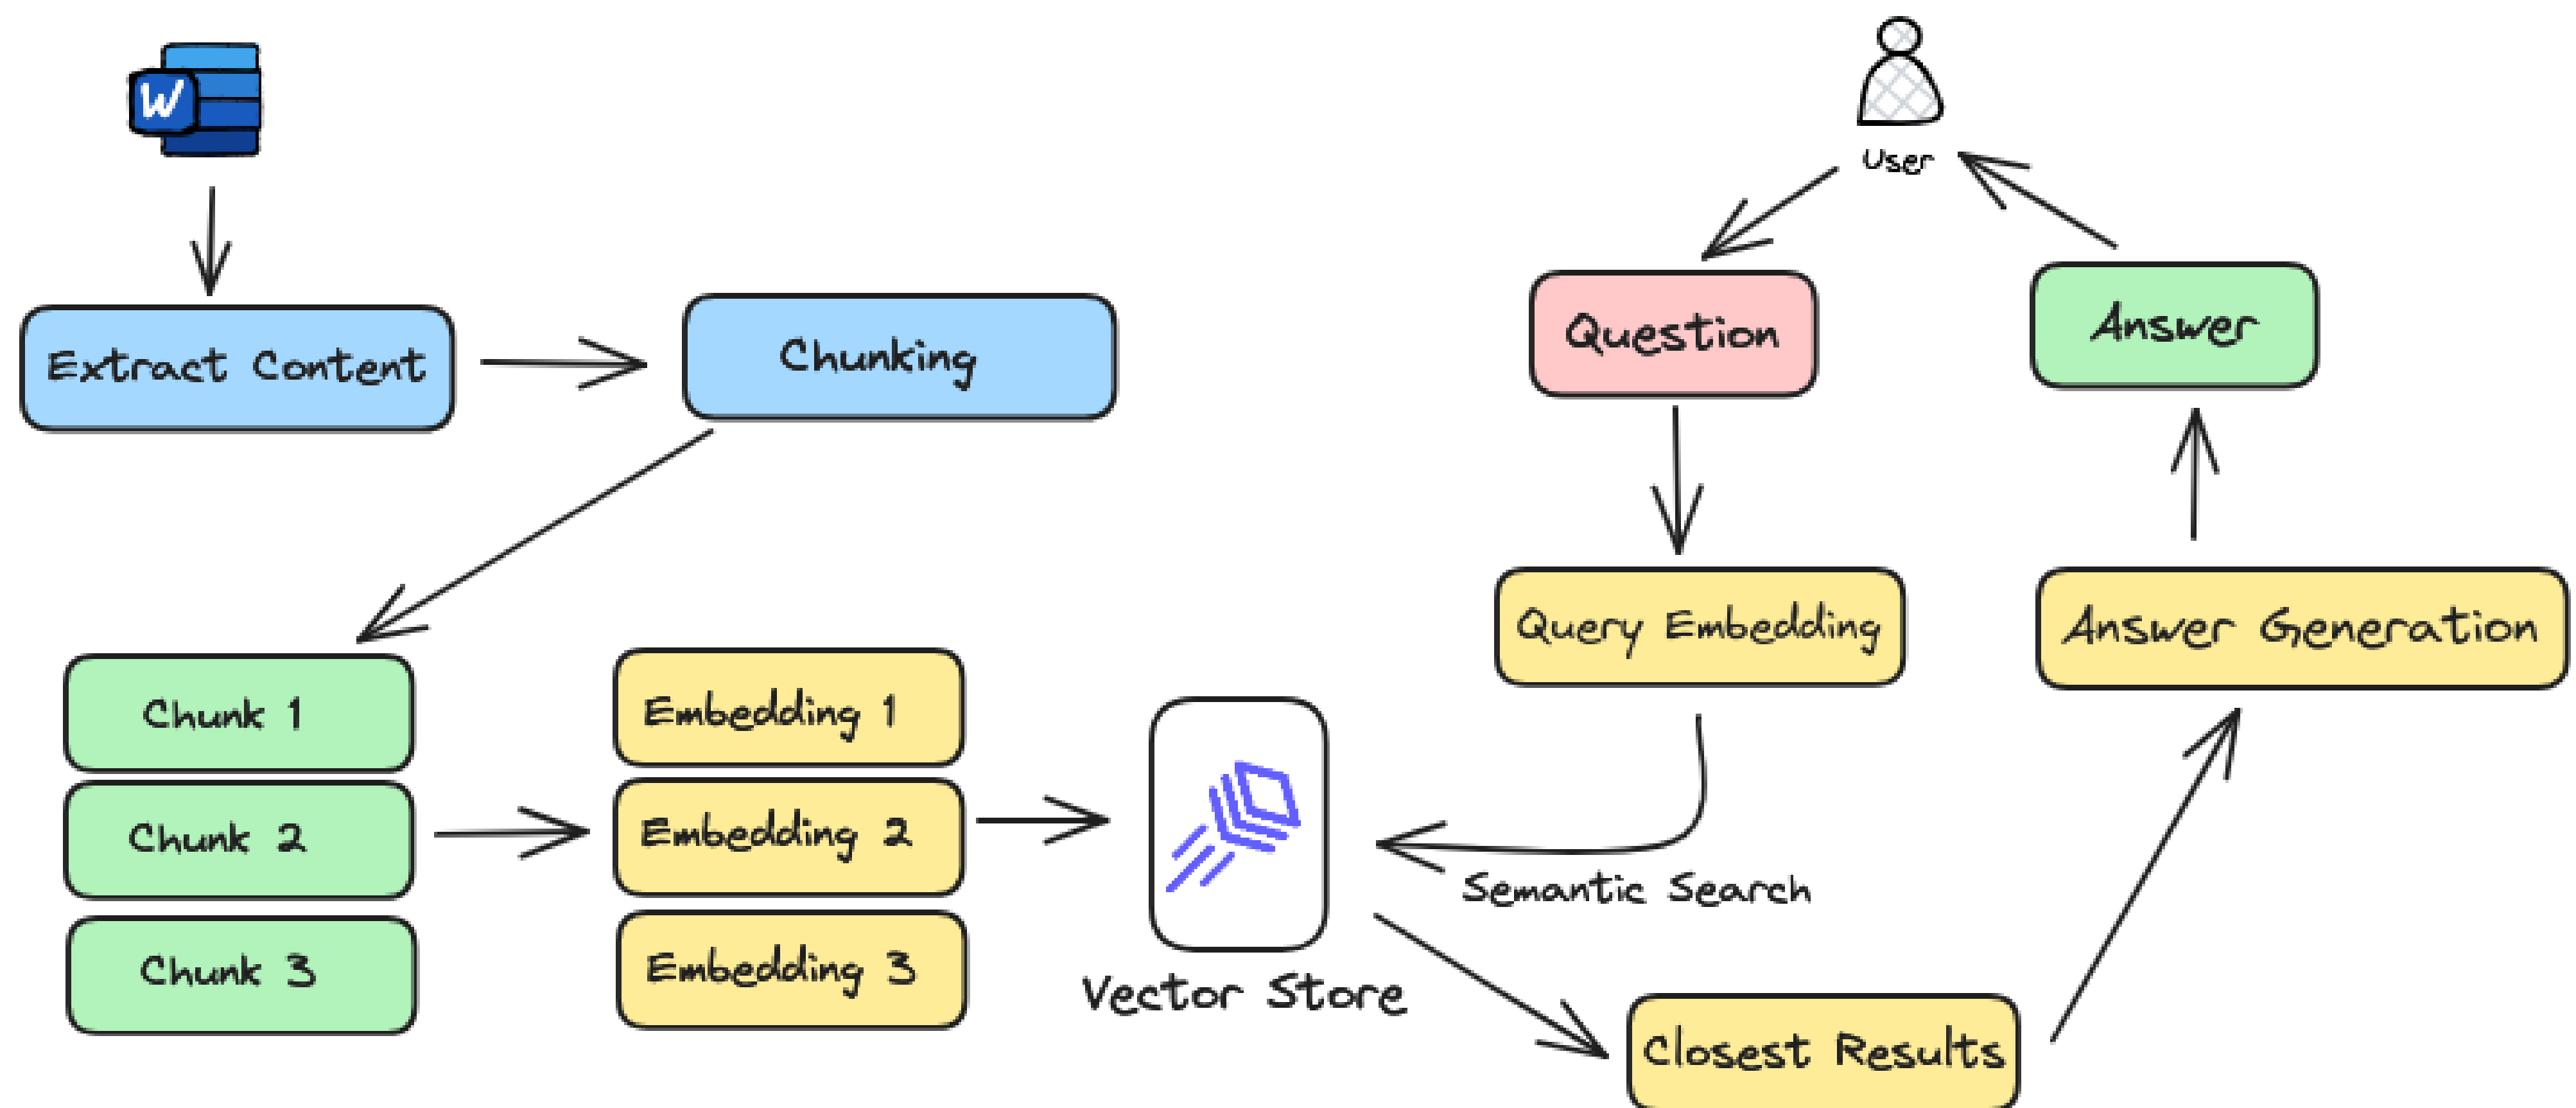 W
User
Extract Content
Chunking
Question
Answer
Chunk 1
Chunk 2
Chunk 3
Embedding 1
Embedding 2
Embedding 3
Vector Store
Query Embedding
Semantic Search
Closest Results
Answer Generation